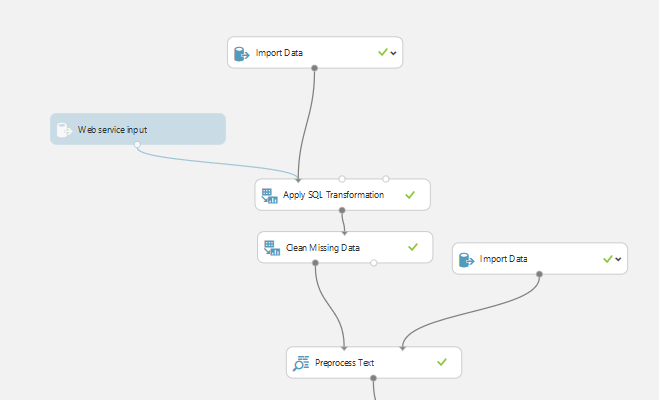 Import Data
Web service input
Apply SQL Transformation
Clean Missing Data
Import Data
Preprocess Text